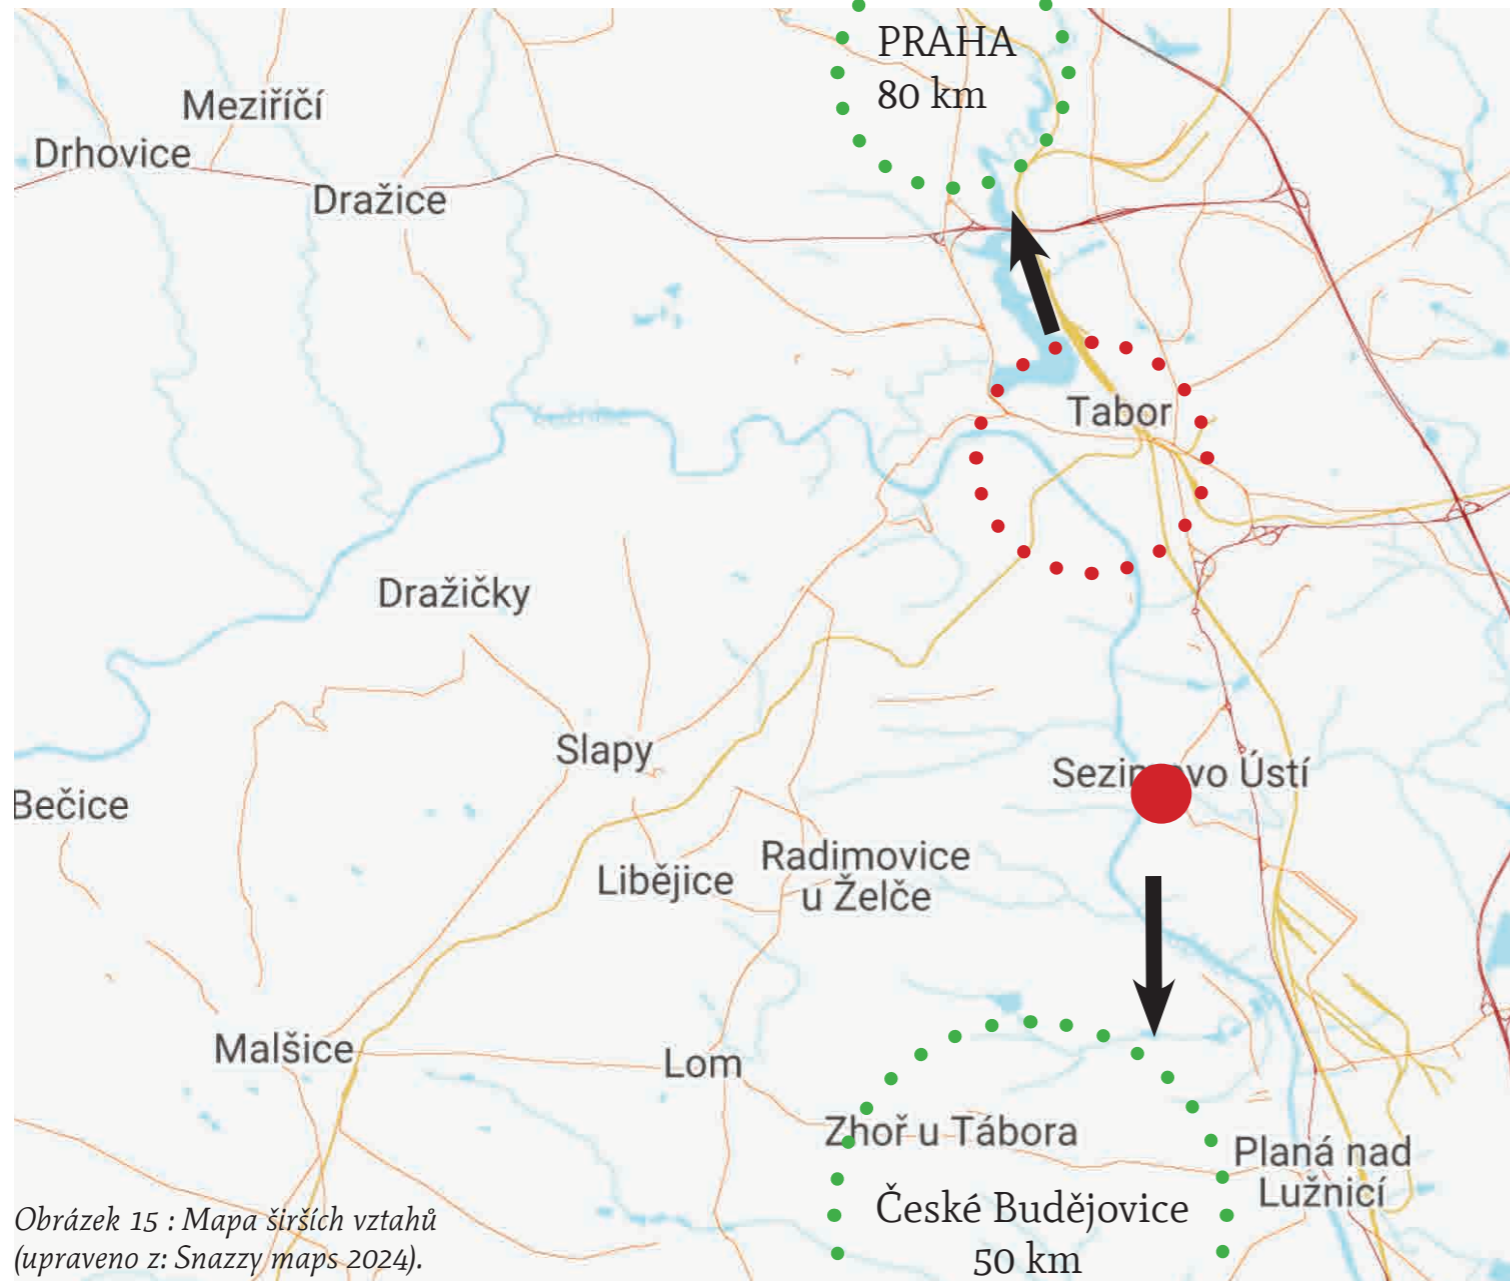 PRAHA
80 km
Meziříčí
Drhovice
Dražice
Tabor
Lužnice
Dražičky
Slapy
Sezimovo Ústí
Bečice
Radimovice
u Želče
Libějice
Malšice
Lom
Zhoř u Tábora
Planá nad
Lužnicí
České Budějovice
50 km
Obrázek 15 : Mapa širších vztahů
(upraveno z: Snazzy maps 2024).